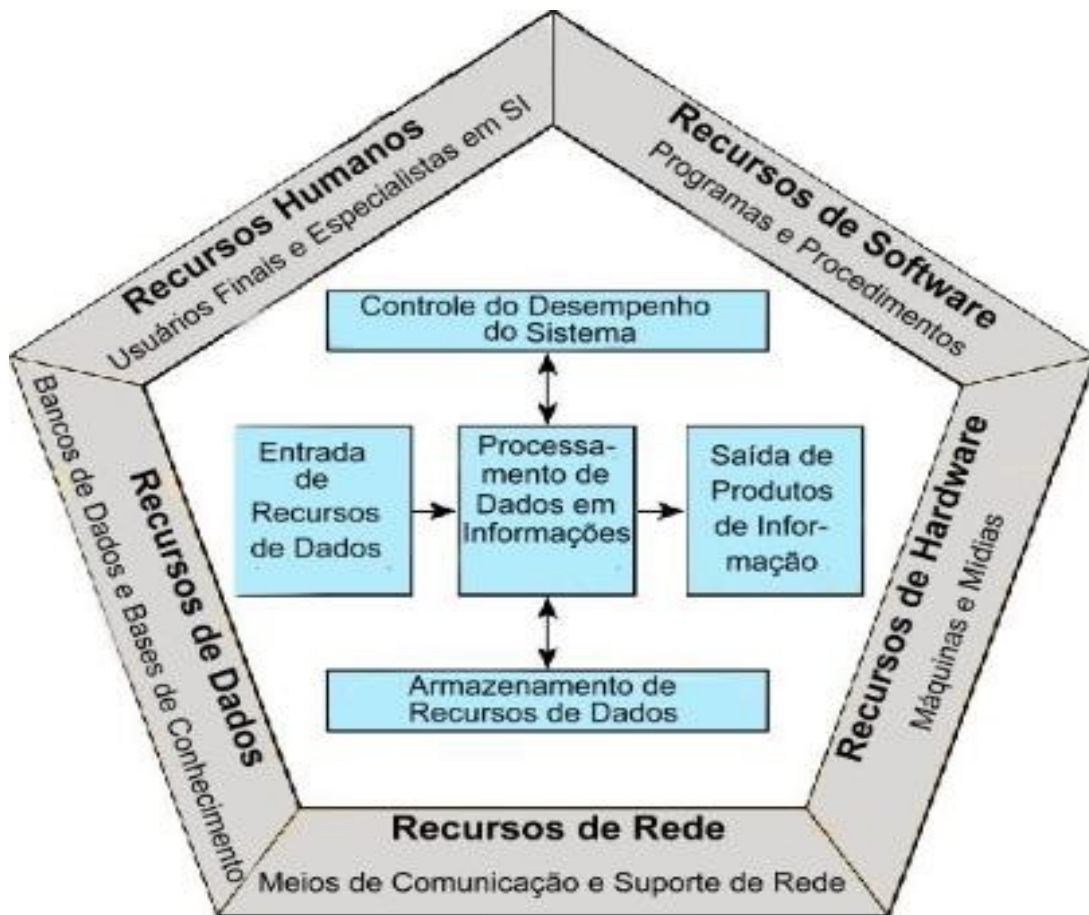 Recursos Humanos
Usuários Finais e Especialistas em SI
Recursos de Software
Programas e Procedimentos
Controle do Desempenho
do Sistema
Entrada
de
Recursos
de Dados
Processa-
mento de
Dados em
Informações
Saída de
Produtos
de Infor-
mação
Armazenamento de
Recursos de Dados
Recursos de Dados
Bancos de Dados e Bases de Conhecimento
Recursos de Hardware
Máquinas e Mídias
Recursos de Rede
Meios de Comunicação e Suporte de Rede